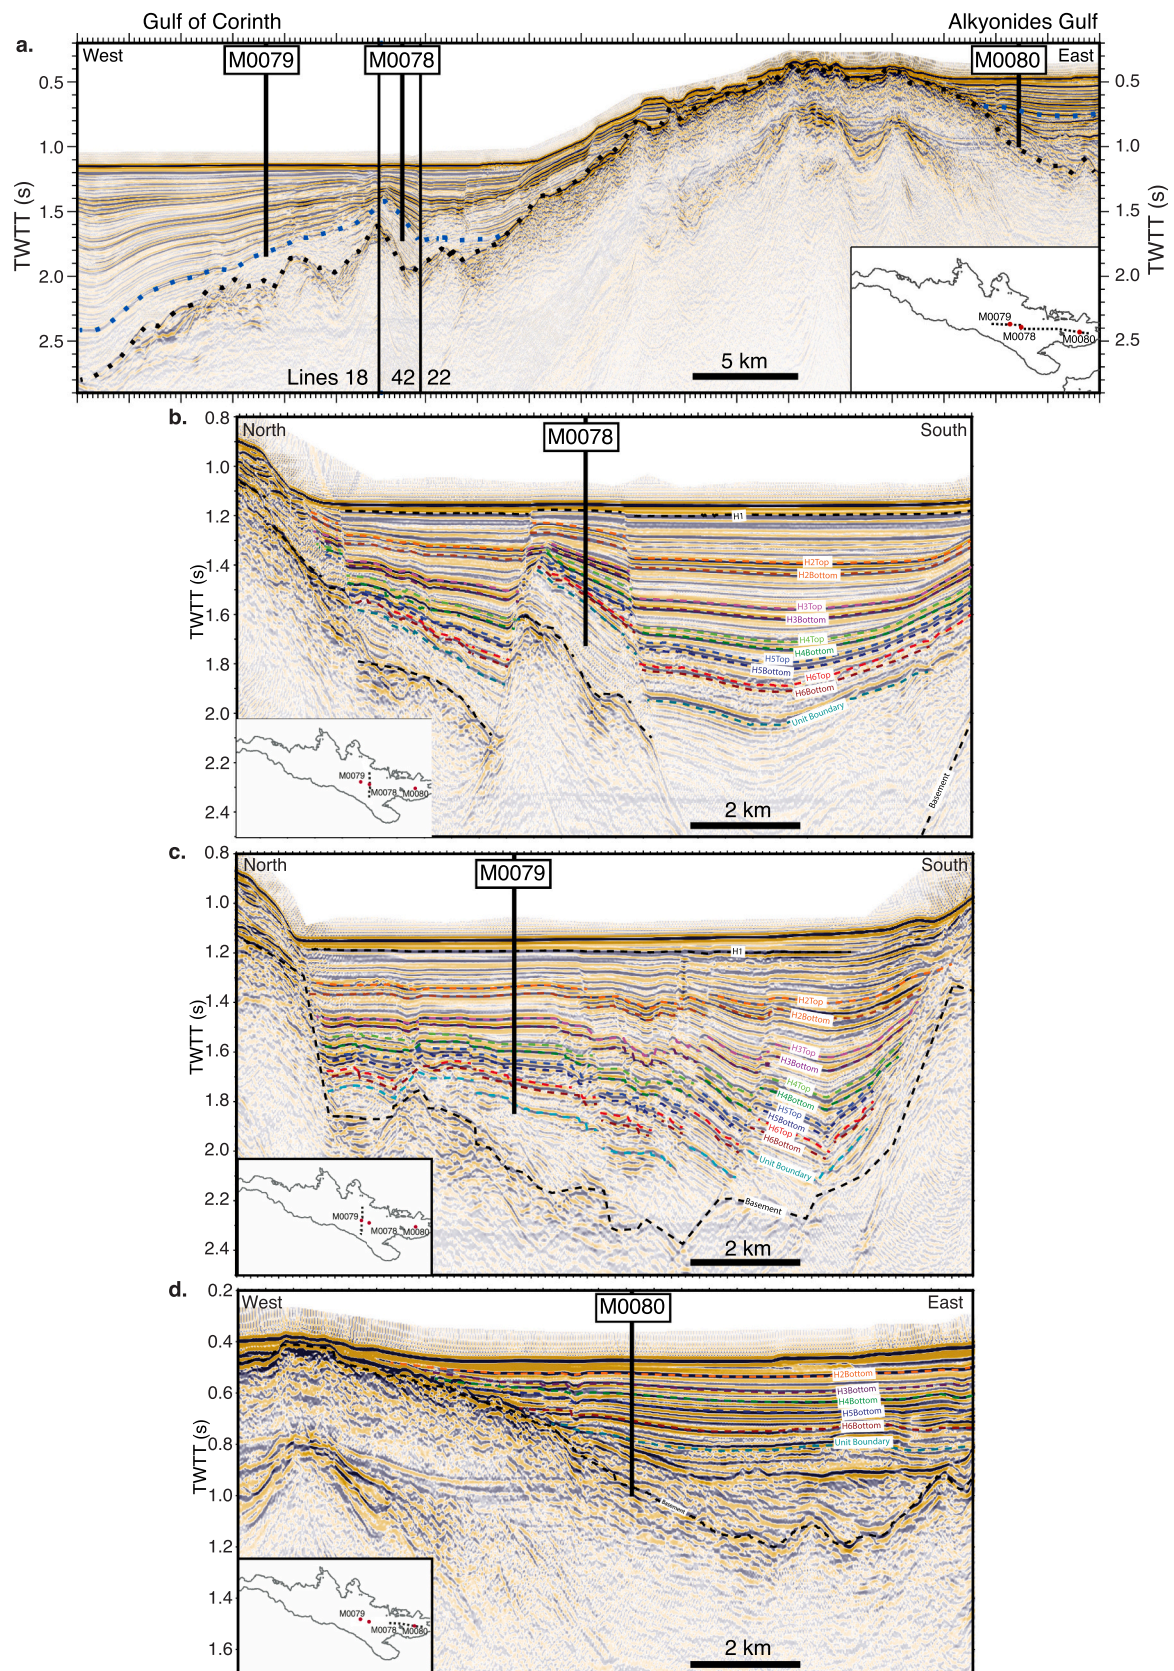 Gulf of Corinth
Alkyonides Gulf
a.
West
M0079
M0078
M0080
East
0.5
1.0
1.5
2.0
2.5
TWTT (s)
0.5
1.0
1.5
2.0
2.5
TWTT (s)
Lines 18
42
22
5 km
M0079
M0078
M0080
b.
North
M0078
South
0.8
1.0
1.2
1.4
1.6
1.8
2.0
2.2
2.4
TWTT (s)
H1
H2Top
H2Bottom
H3Top
H3Bottom
H4Top
H4Bottom
H5Top
H5Bottom
H6Top
H6Bottom
Unit Boundary
Basement
2 km
M0079
M0078
M0080
c.
North
M0079
South
0.8
1.0
1.2
1.4
1.6
1.8
2.0
2.2
2.4
TWTT (s)
H1
H2Top
H2Bottom
H3Top
H3Bottom
H4Top
H4Bottom
H5Top
H5Bottom
H6Top
H6Bottom
Unit Boundary
Basement
2 km
M0079
M0078
M0080
d.
West
M0080
East
0.2
0.4
0.6
0.8
1.0
1.2
1.4
1.6
TWTT (s)
H2Bottom
H3Bottom
H4Bottom
H5Bottom
H6Bottom
Unit Boundary
Basement
2 km
M0079
M0078
M0080